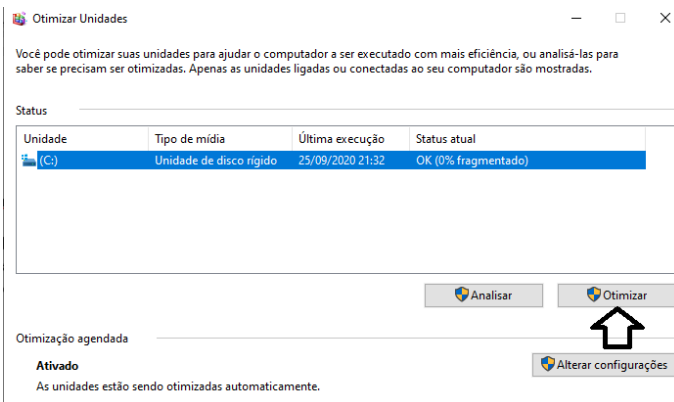 Otimizar Unidades
Você pode otimizar suas unidades para ajudar o computador a ser executado com mais eficiência, ou analisá-las para
saber se precisam ser otimizadas. Apenas as unidades ligadas ou conectadas ao seu computador são mostradas.
Status
Unidade Tipo de mídia Última execução Status atual
(C:) Unidade de disco rígido 25/09/2020 21:32 OK (0% fragmentado)
Analisar Otimizar
Otimização agendada
Ativado Alterar configurações
As unidades estão sendo otimizadas automaticamente.